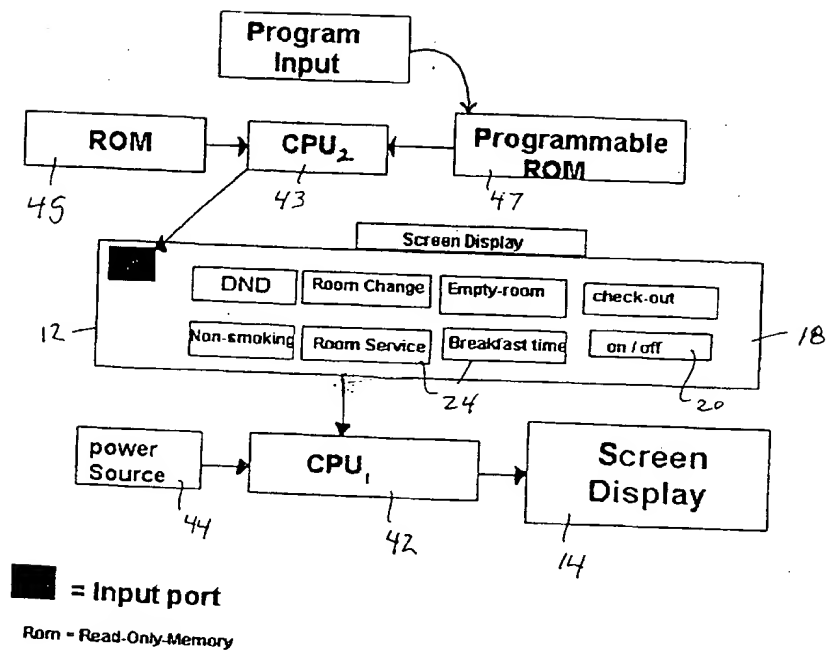 Program
Input
ROM
CPU2
Programmable
ROM
45
43
47
Screen Display
DND
Room Change
Empty-room
check-out
12
18
Non-smoking
Room Service
Breakfast time
on / off
24
20
power
Source
CPU1
Screen
Display
44
42
14
= Input port
Rom = Read-Only-Memory